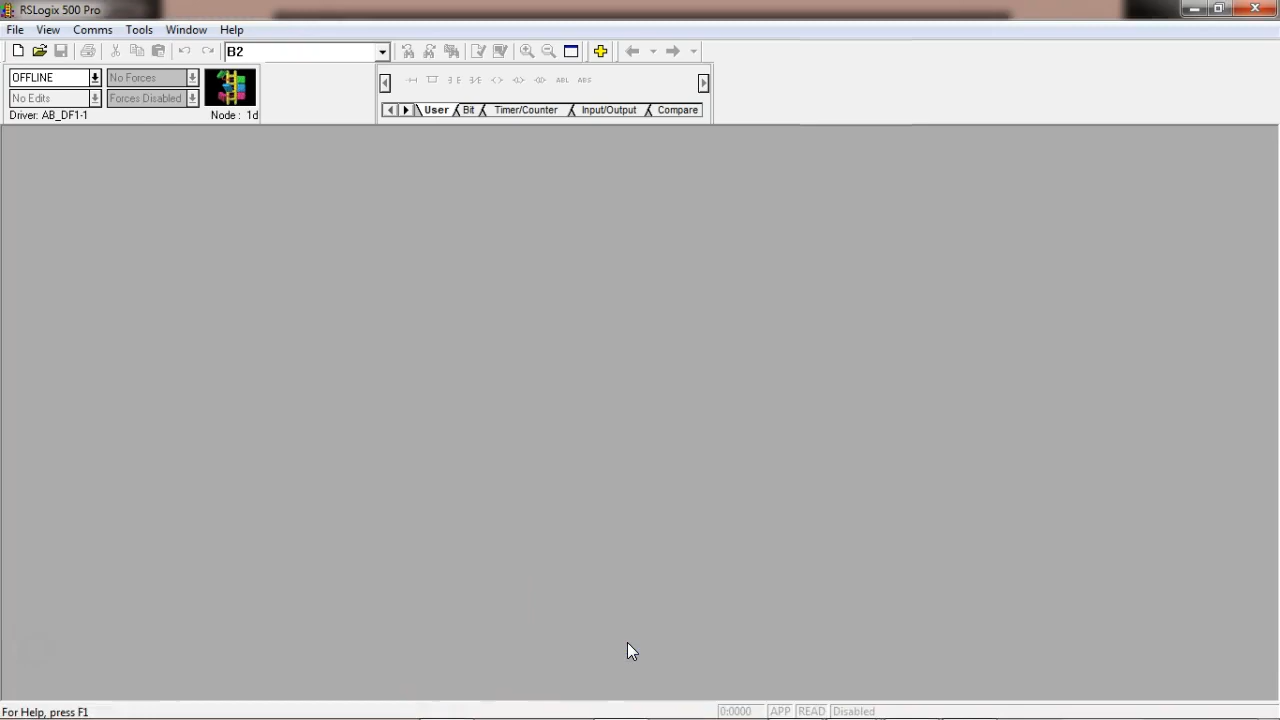 RSLogix 500 Pro
File View Comms Tools Window Help
B2
OFFLINE No Forces
No Edits Forces Disabled
Driver: AB_DF1-1 Node : 1d
ABL ABS
User Bit Timer/Counter Input/Output Compare
For Help, press F1 0:0000 APP READ Disabled